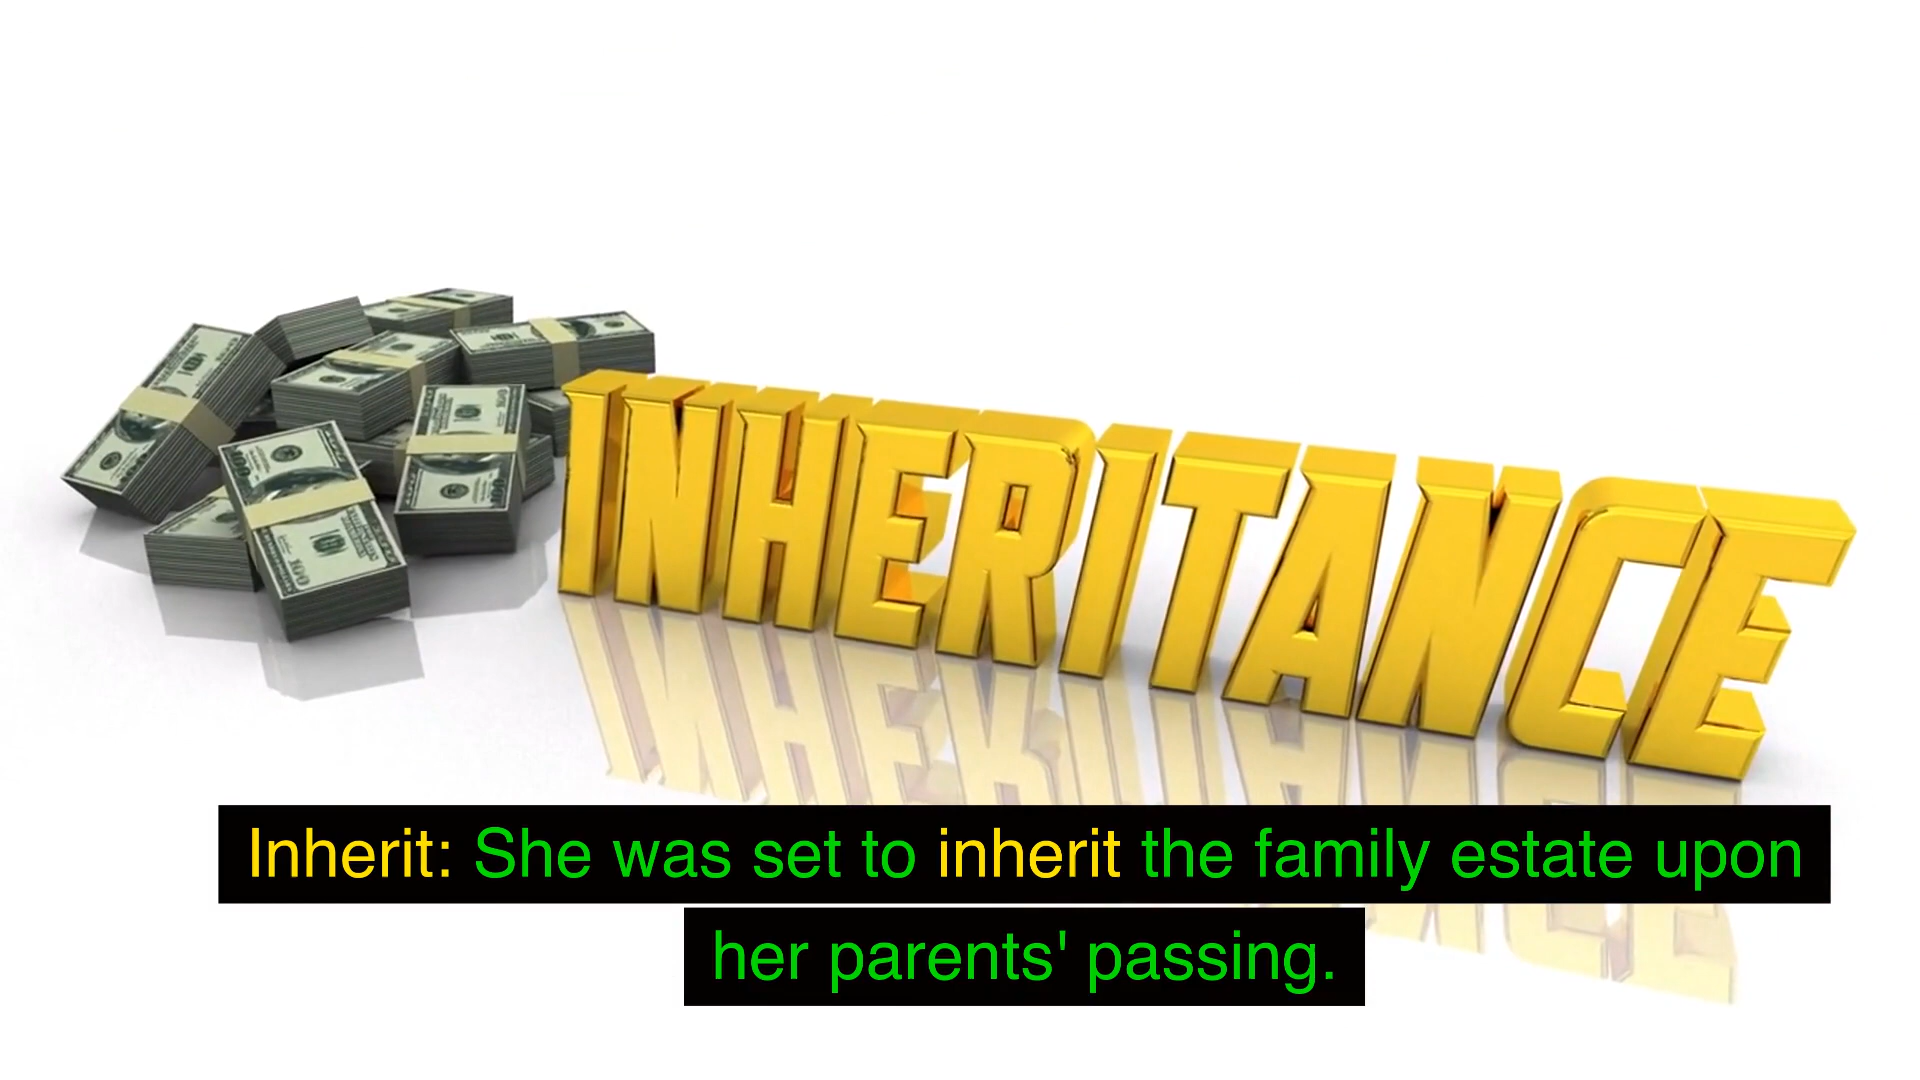 INHERITANCE
Inherit: She was set to inherit the family estate upon
her parents' passing.